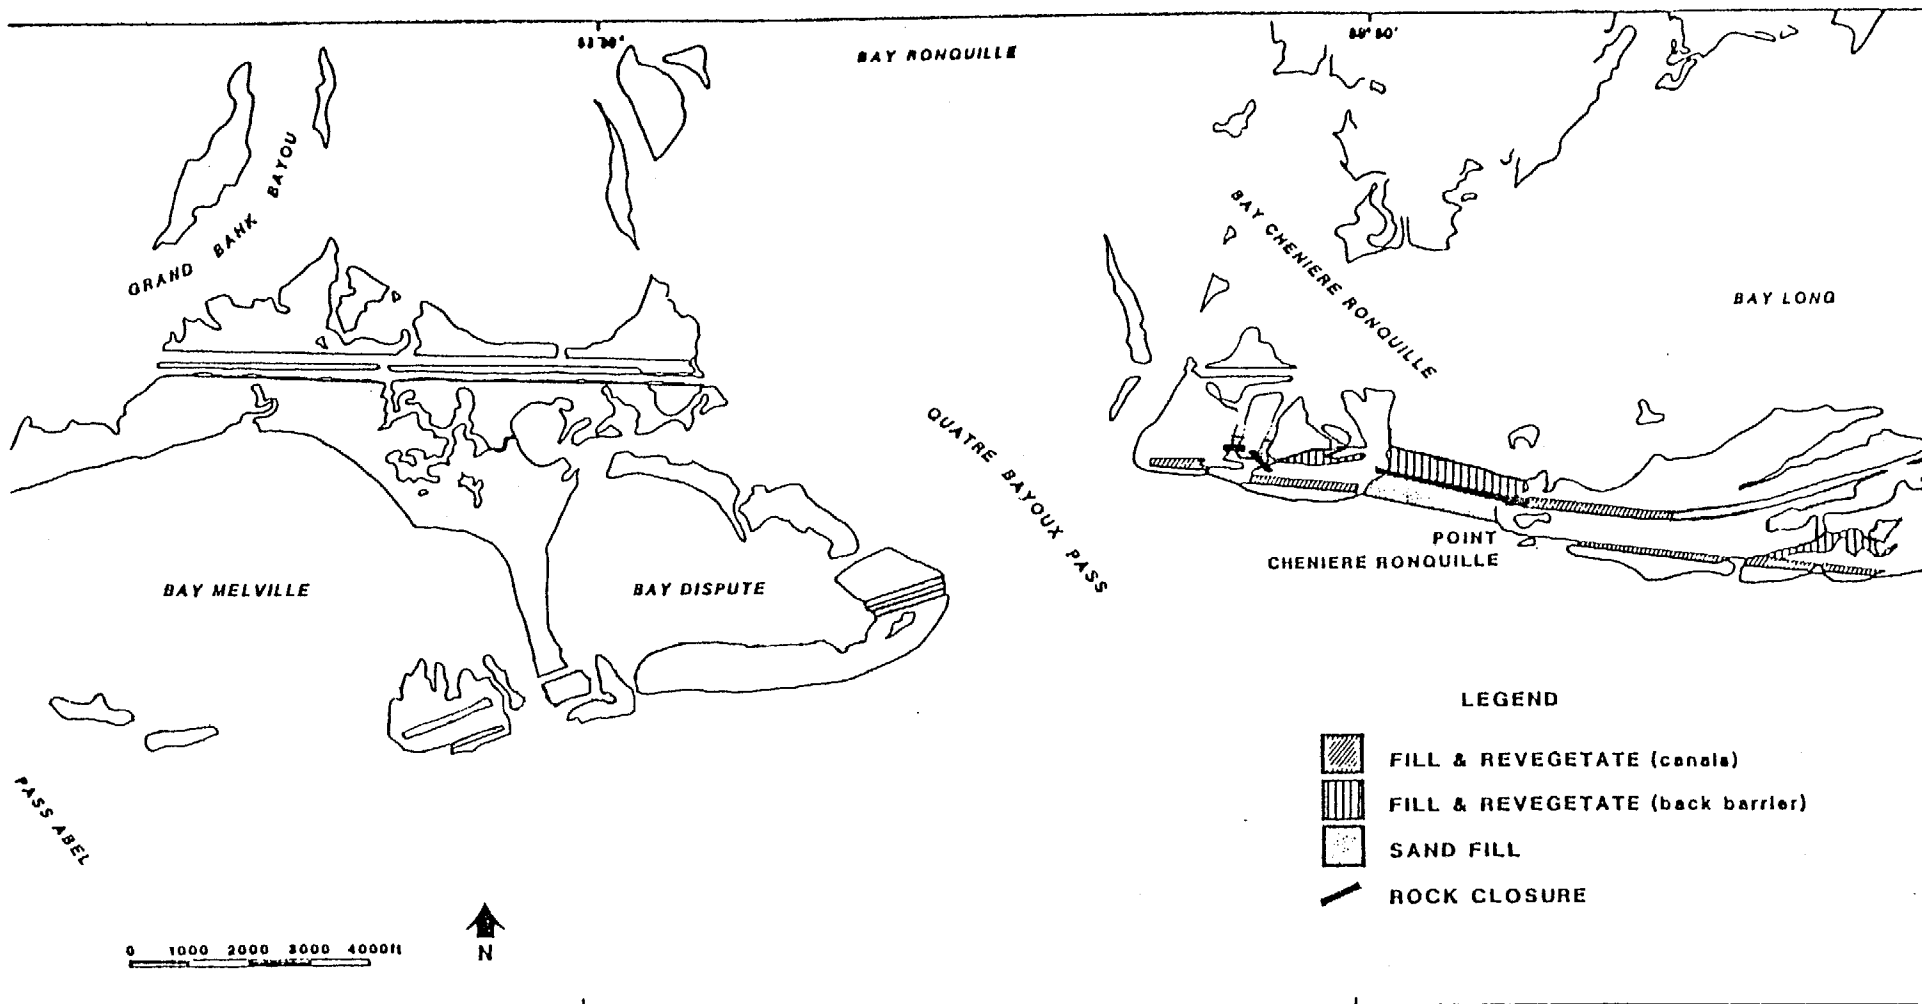 BAY RONQUILLE
GRAND BAHK BAYOU
BAY CHENIERE RONQUILLE
BAY LONG
QUATRE BAYOUX PASS
POINT
CHENIERE RONQUILLE
BAY MELVILLE
BAY DISPUTE
PASS ABEL
LEGEND
FILL & REVEGETATE (canals)
FILL & REVEGETATE (back barrier)
SAND FILL
ROCK CLOSURE
0 1000 2000 3000 4000ft
N